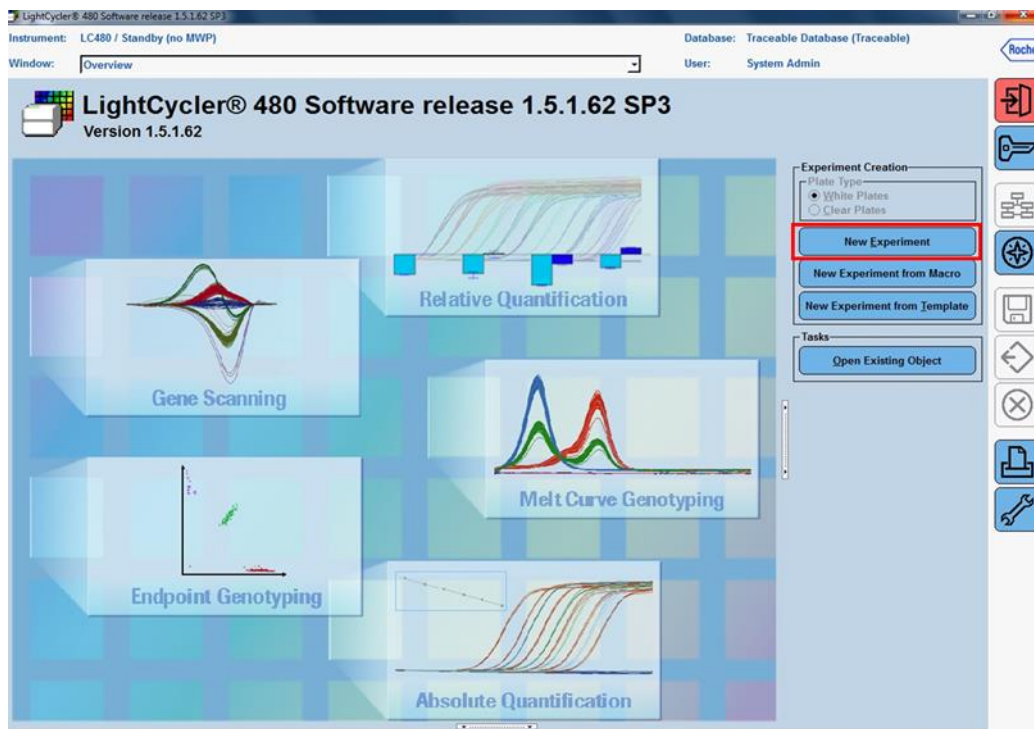 LightCycler® 480 Software release 1.5.1.62 SP3
Instrument: LC480 / Standby (no MWP)
Database: Traceable Database (Traceable)
Window: Overview
User: System Admin
Roche
LightCycler® 480 Software release 1.5.1.62 SP3
Version 1.5.1.62
Experiment Creation
Plate Type
White Plates
Clear Plates
New Experiment
New Experiment from Macro
New Experiment from Template
Tasks
Open Existing Object
Relative Quantification
Gene Scanning
Melt Curve Genotyping
Endpoint Genotyping
Absolute Quantification